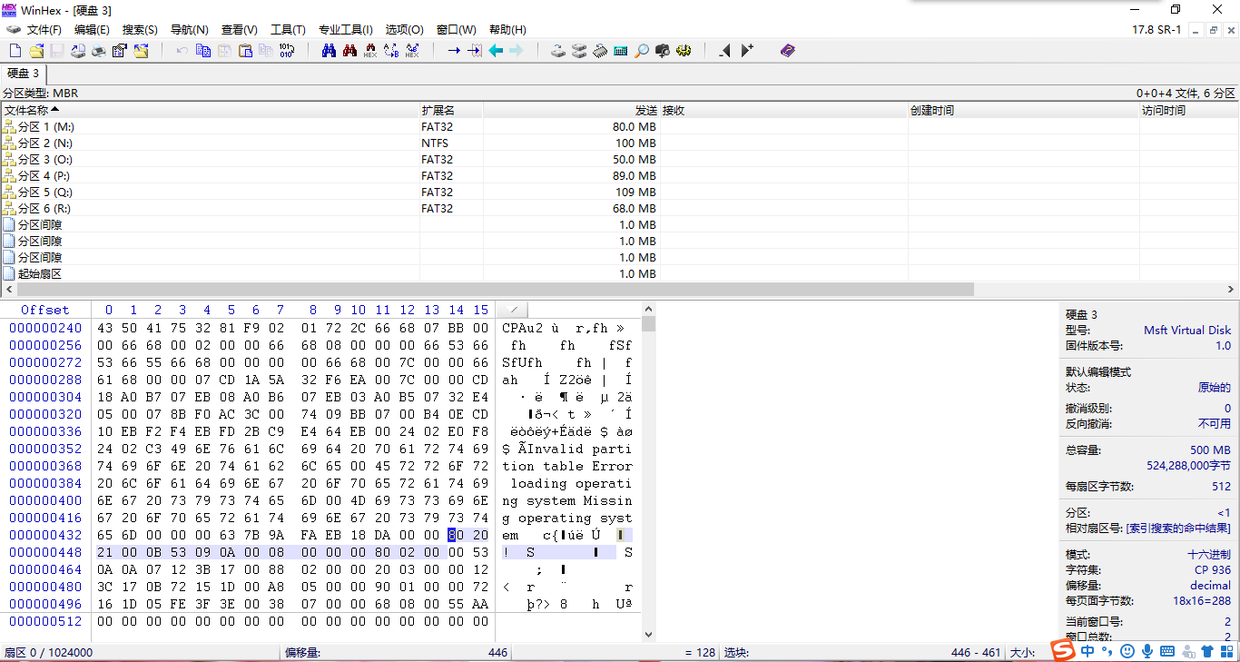 WinHex - [硬盘 3]
文件(F) 编辑(E) 搜索(S) 导航(N) 查看(V) 工具(T) 专业工具(I) 选项(O) 窗口(W) 帮助(H) 17.8 SR-1
硬盘 3
分区类型: MBR 0+0+4 文件, 6 分区
文件名称 扩展名 发送 接收 创建时间 访问时间
分区 1 (M:) FAT32 80.0 MB
分区 2 (N:) NTFS 100 MB
分区 3 (O:) FAT32 50.0 MB
分区 4 (P:) FAT32 89.0 MB
分区 5 (Q:) FAT32 109 MB
分区 6 (R:) FAT32 68.0 MB
分区间隙 1.0 MB
分区间隙 1.0 MB
分区间隙 1.0 MB
起始扇区 1.0 MB
Offset 0 1 2 3 4 5 6 7 8 9 10 11 12 13 14 15
000000240 43 50 41 75 32 81 F9 02 01 72 2C 66 68 07 BB 00 CPAu2 ù r,fh »
000000256 00 66 68 00 02 00 00 66 68 08 00 00 00 66 53 66 fh fh fSf
000000272 53 66 55 66 68 00 00 00 00 66 68 00 7C 00 00 66 SfUfh fh | f
000000288 61 68 00 00 07 CD 1A 5A 32 F6 EA 00 7C 00 00 CD ah Í Z2öê | Í
000000304 18 A0 B7 07 EB 08 A0 B6 07 EB 03 A0 B5 07 32 E4 · ë ¶ ë µ 2ä
000000320 05 00 07 8B F0 AC 3C 00 74 09 BB 07 00 B4 0E CD ð¬< t » ´ Í
000000336 10 EB F2 F4 EB FD 2B C9 E4 64 EB 00 24 02 E0 F8 ëòôëý+Éädë $ àø
000000352 24 02 C3 49 6E 76 61 6C 69 64 20 70 61 72 74 69 $ ÃInvalid parti
000000368 74 69 6F 6E 20 74 61 62 6C 65 00 45 72 72 6F 72 tion table Error
000000384 20 6C 6F 61 64 69 6E 67 20 6F 70 65 72 61 74 69 loading operati
000000400 6E 67 20 73 79 73 74 65 6D 00 4D 69 73 73 69 6E ng system Missin
000000416 67 20 6F 70 65 72 61 74 69 6E 67 20 73 79 73 74 g operating syst
000000432 65 6D 00 00 00 63 7B 9A FA EB 18 DA 00 00 80 20 em c{ úë Ú
000000448 21 00 0B 53 09 0A 00 08 00 00 00 80 02 00 00 53 ! S S
000000464 0A 0A 07 12 3B 17 00 88 02 00 00 20 03 00 00 12 ;
000000480 3C 17 0B 72 15 1D 00 A8 05 00 00 90 01 00 00 72 < r ¨ r
000000496 16 1D 05 FE 3F 3E 00 38 07 00 00 68 08 00 55 AA þ?> 8 h Uª
000000512 00 00 00 00 00 00 00 00 00 00 00 00 00 00 00 00
硬盘 3
型号: Msft Virtual Disk
固件版本号: 1.0
默认编辑模式
状态: 原始的
撤消级别: 0
反向撤消: 不可用
总容量: 500 MB
524,288,000字节
每扇区字节数: 512
分区: <1
相对扇区号: [索引搜索的命中结果]
模式: 十六进制
字符集: CP 936
偏移量: decimal
每页面字节数: 18x16=288
当前窗口号: 2
窗口总数: 2
扇区 0 / 1024000 偏移量: 446 = 128 选块: 446 - 461 大小:
中